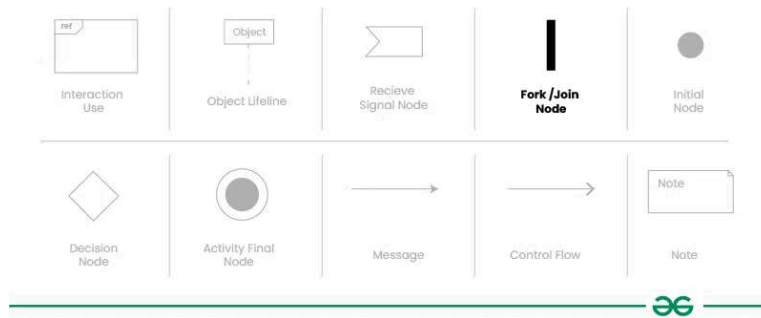 ref
Object
Interaction
Use
Object Lifeline
Recieve
Signal Node
Fork /Join
Node
Initial
Node
Note
Decision
Node
Activity Final
Node
Message
Control Flow
Note